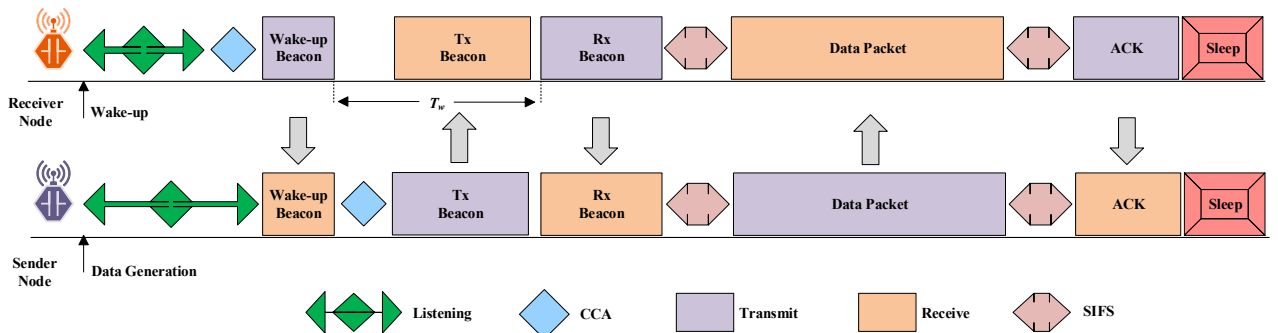 Wake-up
Beacon
Tx
Beacon
Rx
Beacon
Data Packet
ACK
Sleep
Receiver
Node
Wake-up
T_w
Wake-up
Beacon
Tx
Beacon
Rx
Beacon
Data Packet
ACK
Sleep
Sender
Node
Data Generation
Listening
CCA
Transmit
Receive
SIFS